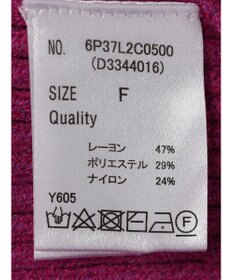 NO. 6P37L2C0500
(D3344016)
SIZE F
Quality
レーヨン 47%
ポリエステル 29%
ナイロン 24%
Y605
F